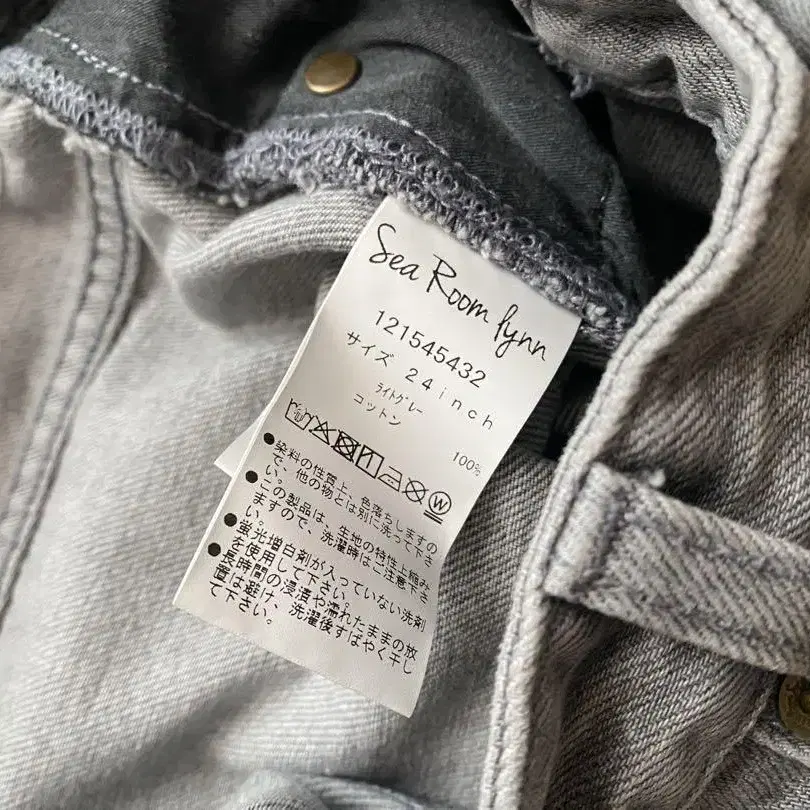 Sea Room lynn
121545432
サイズ 24inch
ライトグレー
コットン 100%
●染料の性質上、色落ちしますの
で、他の物とは別に洗って下さ
い。
●この製品は、生地の特性上縮み
ますので、洗濯時はご注意下さ
い。
●蛍光増白剤が入っていない洗剤
を使用して下さい。
●長時間の浸漬や濡れたままの放
置は避け、洗濯後すばやく干し
て下さい。